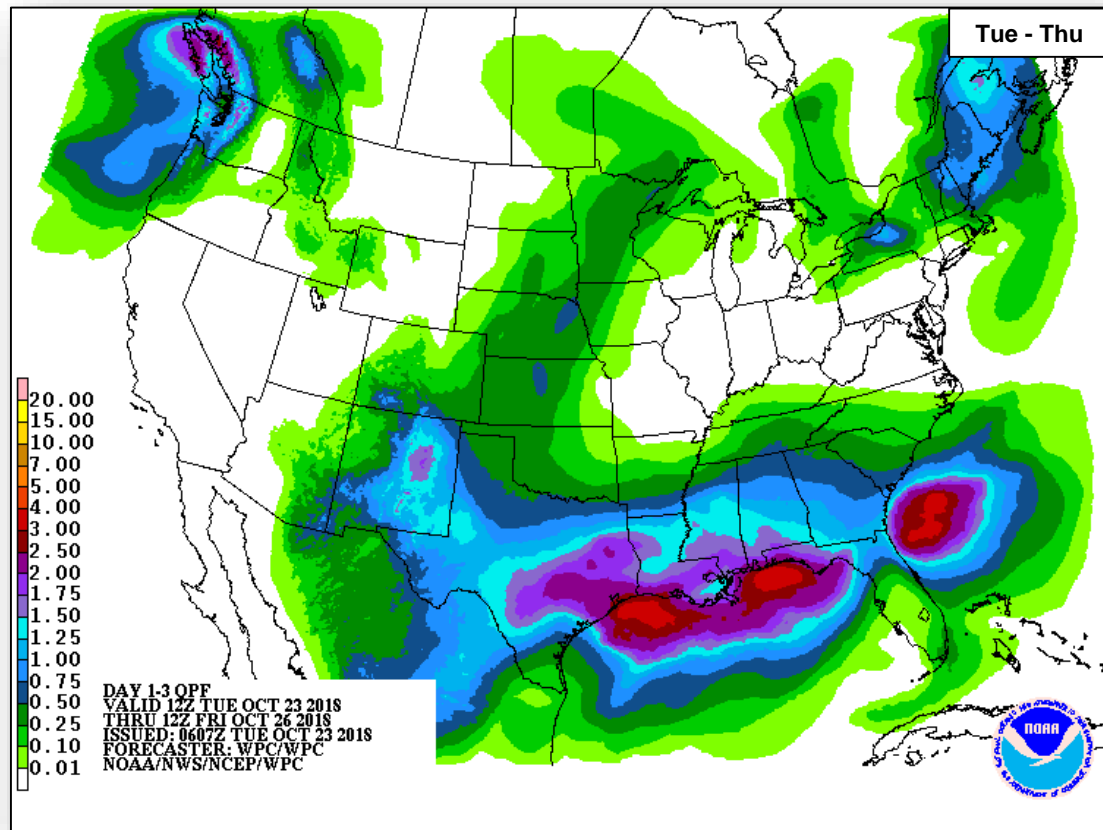 Tue - Thu
20.00
15.00
10.00
7.00
5.00
4.00
3.00
2.50
2.00
1.75
1.50
1.25
1.00
0.75
0.50
0.25
0.10
0.01
DAY 1-3 QPF
VALID 12Z TUE OCT 23 2018
THRU 12Z FRI OCT 26 2018
ISSUED: 0607Z TUE OCT 23 2018
FORECASTER: WPC/WPC
NOAA/NWS/NCEP/WPC
NOAA